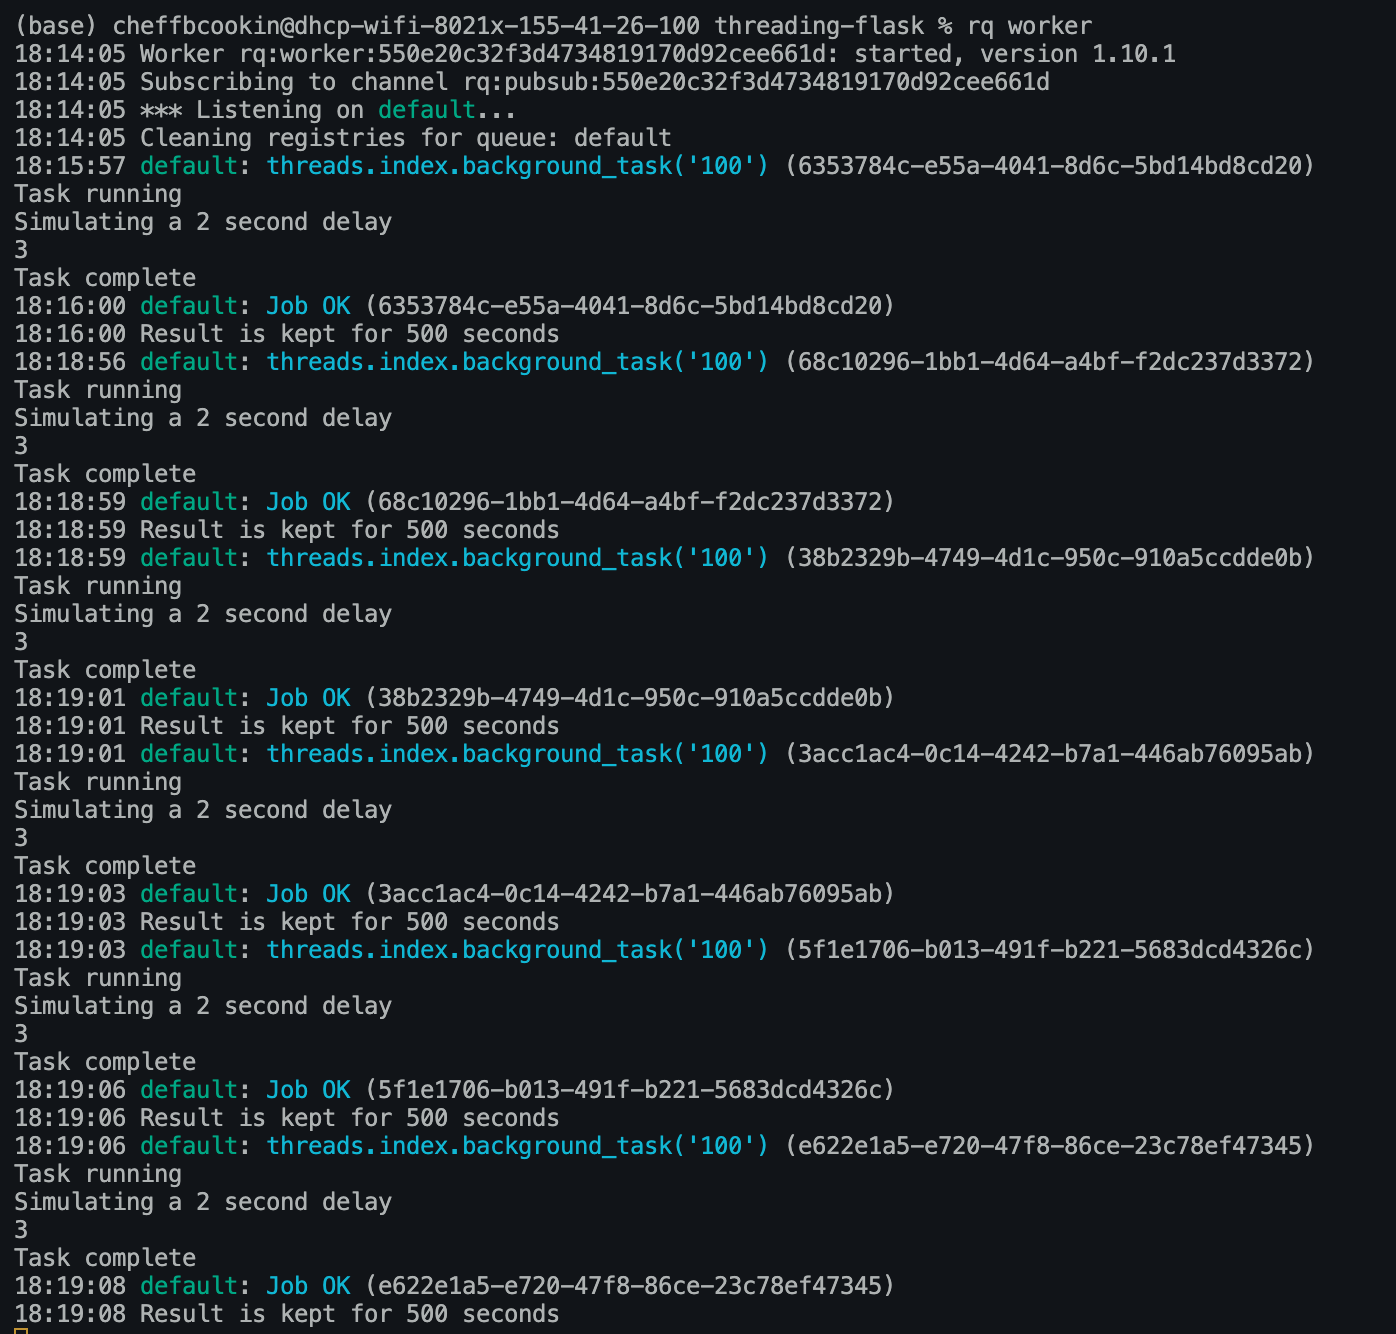 (base) cheffbcookin@dhcp-wifi-8021x-155-41-26-100 threading-flask % rq worker
18:14:05 Worker rq:worker:550e20c32f3d4734819170d92cee661d: started, version 1.10.1
18:14:05 Subscribing to channel rq:pubsub:550e20c32f3d4734819170d92cee661d
18:14:05 *** Listening on default...
18:14:05 Cleaning registries for queue: default
18:15:57 default: threads.index.background_task('100') (6353784c-e55a-4041-8d6c-5bd14bd8cd20)
Task running
Simulating a 2 second delay
3
Task complete
18:16:00 default: Job OK (6353784c-e55a-4041-8d6c-5bd14bd8cd20)
18:16:00 Result is kept for 500 seconds
18:18:56 default: threads.index.background_task('100') (68c10296-1bb1-4d64-a4bf-f2dc237d3372)
Task running
Simulating a 2 second delay
3
Task complete
18:18:59 default: Job OK (68c10296-1bb1-4d64-a4bf-f2dc237d3372)
18:18:59 Result is kept for 500 seconds
18:18:59 default: threads.index.background_task('100') (38b2329b-4749-4d1c-950c-910a5ccdde0b)
Task running
Simulating a 2 second delay
3
Task complete
18:19:01 default: Job OK (38b2329b-4749-4d1c-950c-910a5ccdde0b)
18:19:01 Result is kept for 500 seconds
18:19:01 default: threads.index.background_task('100') (3acc1ac4-0c14-4242-b7a1-446ab76095ab)
Task running
Simulating a 2 second delay
3
Task complete
18:19:03 default: Job OK (3acc1ac4-0c14-4242-b7a1-446ab76095ab)
18:19:03 Result is kept for 500 seconds
18:19:03 default: threads.index.background_task('100') (5f1e1706-b013-491f-b221-5683dcd4326c)
Task running
Simulating a 2 second delay
3
Task complete
18:19:06 default: Job OK (5f1e1706-b013-491f-b221-5683dcd4326c)
18:19:06 Result is kept for 500 seconds
18:19:06 default: threads.index.background_task('100') (e622e1a5-e720-47f8-86ce-23c78ef47345)
Task running
Simulating a 2 second delay
3
Task complete
18:19:08 default: Job OK (e622e1a5-e720-47f8-86ce-23c78ef47345)
18:19:08 Result is kept for 500 seconds